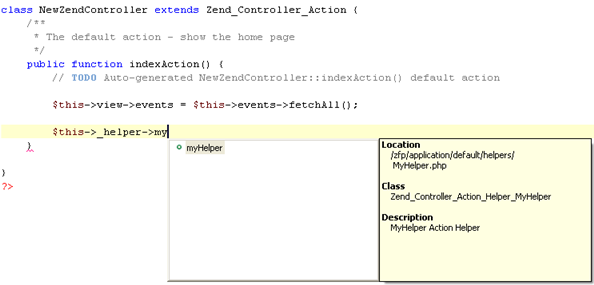 class NewZendController extends Zend_Controller_Action {
/**
* The default action - show the home page
*/
public function indexAction() {
// TODO Auto-generated NewZendController::indexAction() default action
$this->view->events = $this->events->fetchAll();
$this->_helper->my
}
}
?>
myHelper
Location
/zfp/application/default/helpers/
MyHelper.php
Class
Zend_Controller_Action_Helper_MyHelper
Description
MyHelper Action Helper